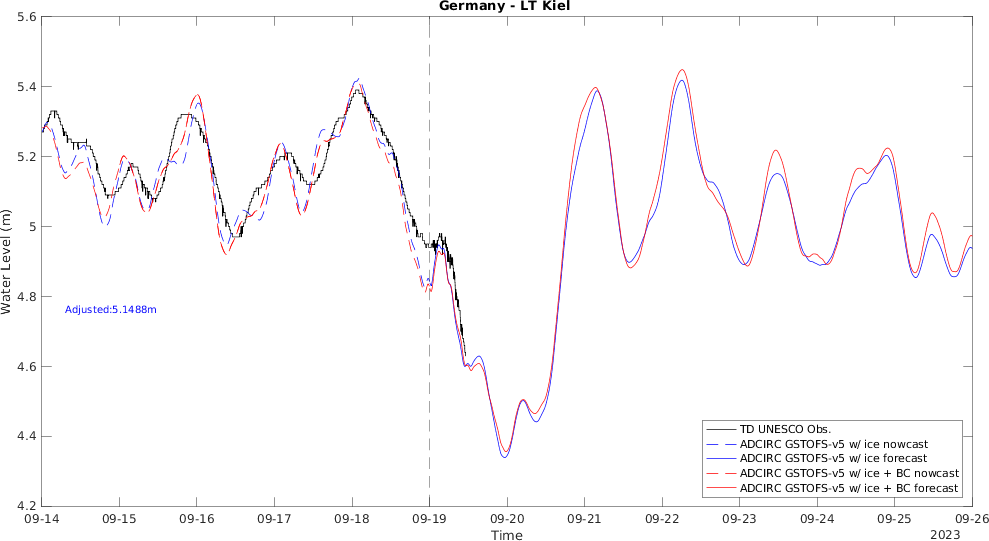 Germany - LT Kiel
5.6
5.4
5.2
5
4.8
4.6
4.4
4.2
Water Level (m)
Adjusted:5.1488m
TD UNESCO Obs.
ADCIRC GSTOFS-v5 w/ ice nowcast
ADCIRC GSTOFS-v5 w/ ice forecast
ADCIRC GSTOFS-v5 w/ ice + BC nowcast
ADCIRC GSTOFS-v5 w/ ice + BC forecast
09-14 09-15 09-16 09-17 09-18 09-19 09-20 09-21 09-22 09-23 09-24 09-25 09-26
Time
2023